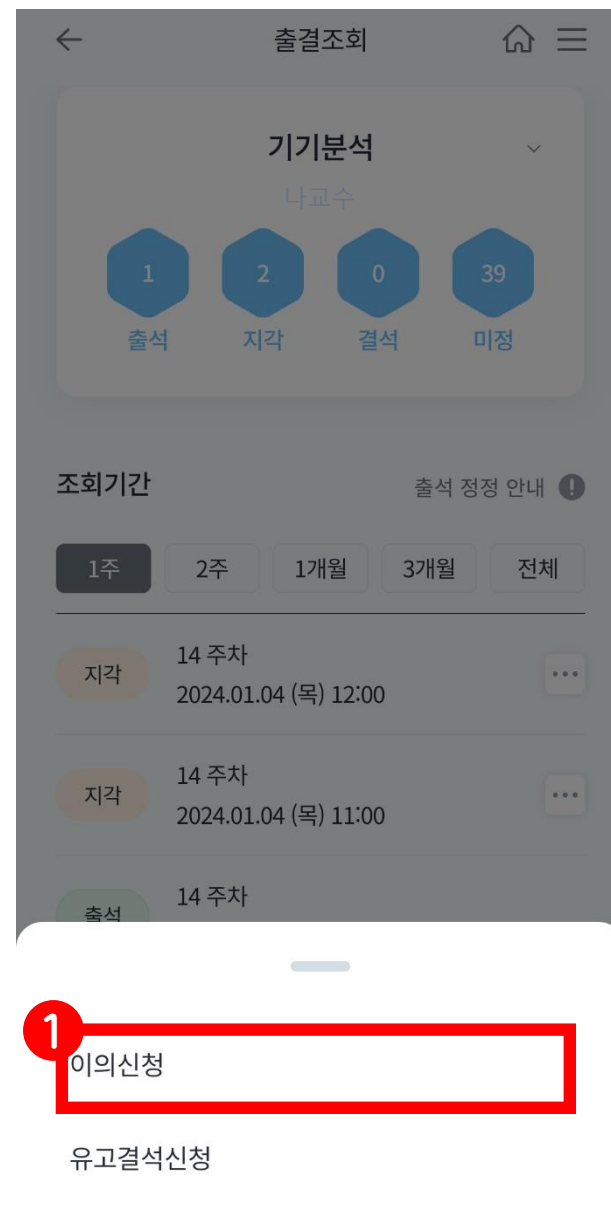 출결조회
기기분석
나교수
1 2 0 39
출석 지각 결석 미정
조회기간 출석 정정 안내
1주 2주 1개월 3개월 전체
지각 14 주차
2024.01.04 (목) 12:00
지각 14 주차
2024.01.04 (목) 11:00
출석 14 주차
1
이의신청
유고결석신청